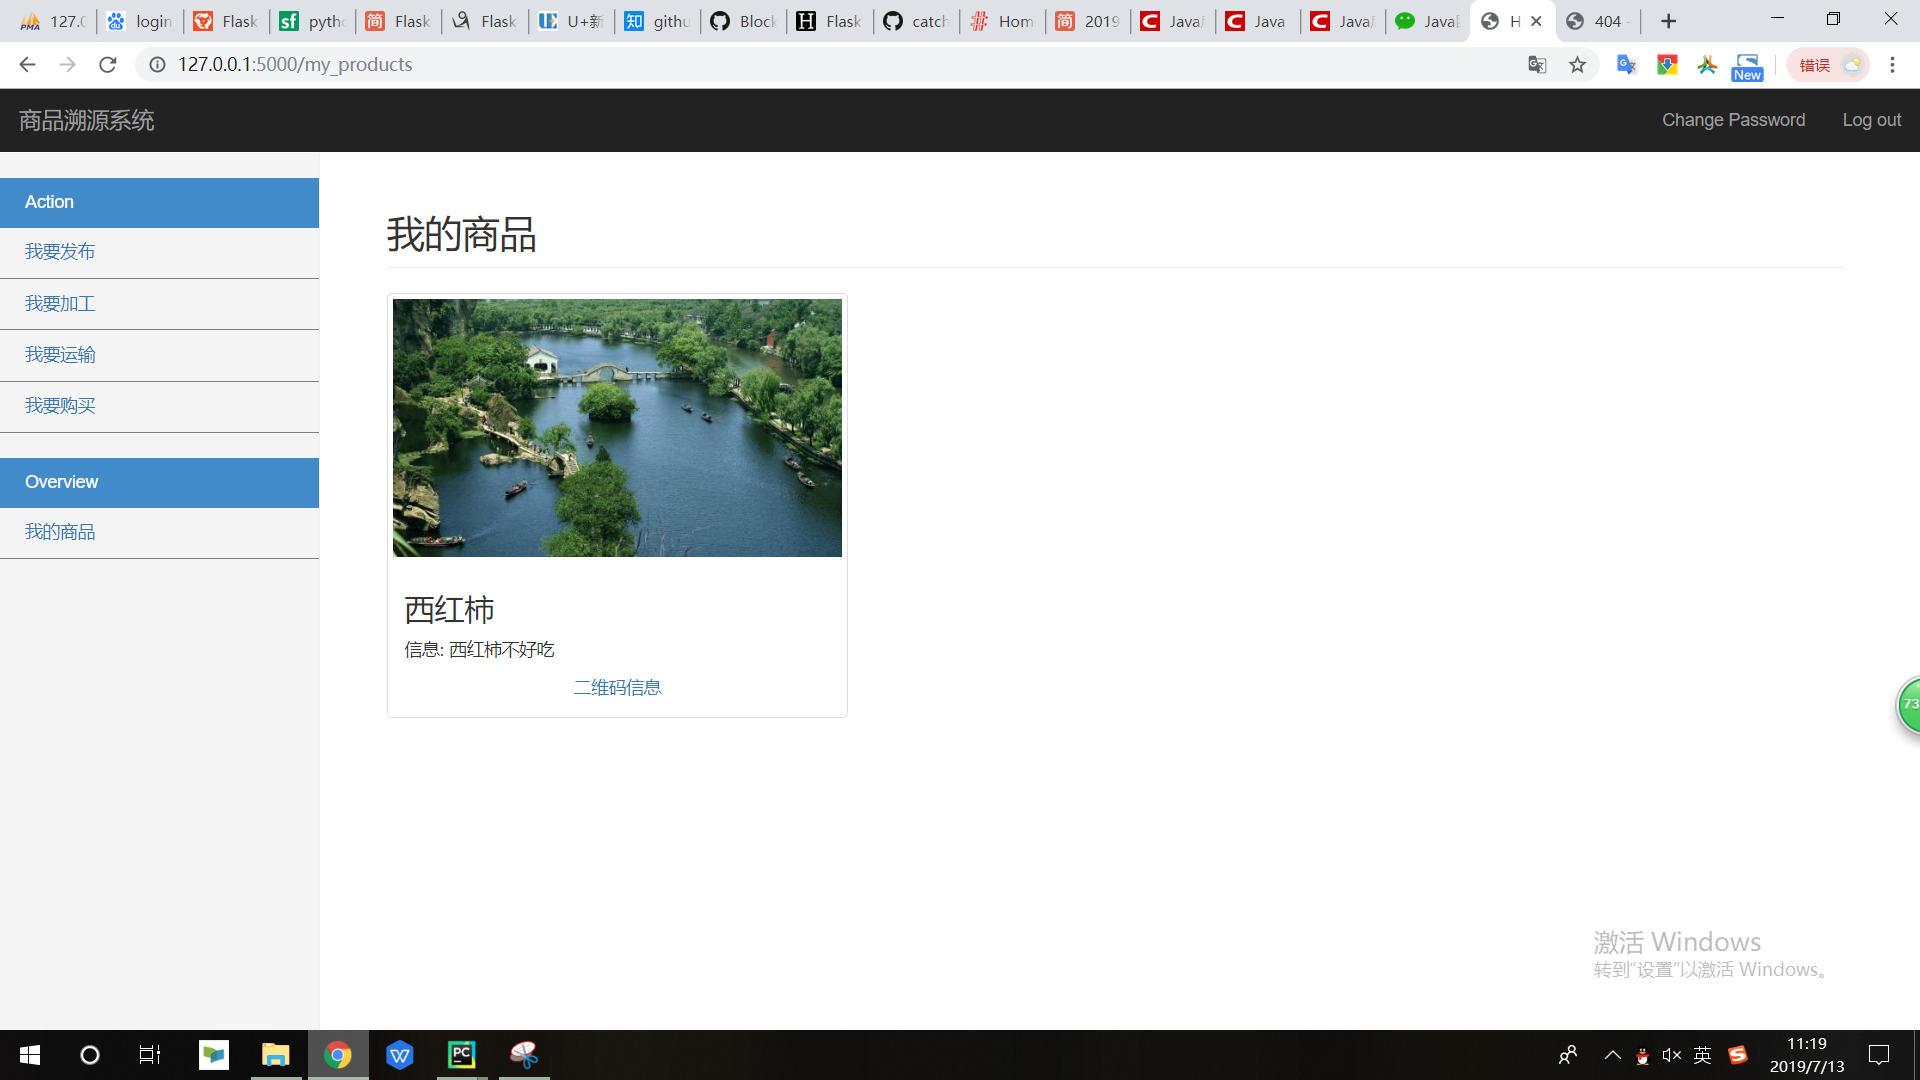 127.0
login
Flask
pytho
Flask
Flask
U+新
githu
Block
Flask
catch
Hom
2019
Java
Java
Java
Java
H
404 -
127.0.0.1:5000/my_products
New
错误
商品溯源系统
Change Password
Log out
Action
我要发布
我要加工
我要运输
我要购买
Overview
我的商品
我的商品
西红柿
信息: 西红柿不好吃
二维码信息
73
激活 Windows
转到“设置”以激活 Windows。
英
11:19
2019/7/13